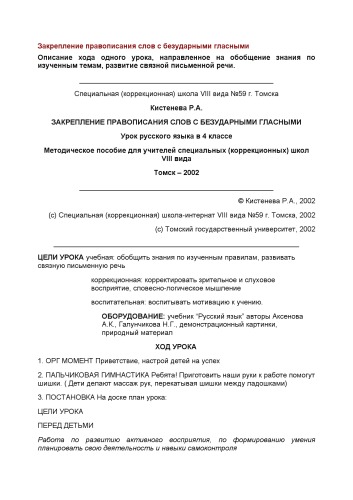 Закрепление правописания слов с безударными гласными
Описание хода одного урока, направленное на обобщение знания по
изученным темам, развитие связной письменной речи.
Специальная (коррекционная) школа VIII вида №59 г. Томска
Кистенева Р.А.
ЗАКРЕПЛЕНИЕ ПРАВОПИСАНИЯ СЛОВ С БЕЗУДАРНЫМИ ГЛАСНЫМИ
Урок русского языка в 4 классе
Методическое пособие для учителей специальных (коррекционных) школ
VIII вида
Томск – 2002
© Кистенева Р.А., 2002
(c) Специальная (коррекционная) школа-интернат VIII вида №59 г. Томска, 2002
(c) Томский государственный университет, 2002
ЦЕЛИ УРОКА учебная: обобщить знания по изученным правилам, развивать
связную письменную речь
коррекционная: корректировать зрительное и слуховое
восприятие, словесно-логическое мышление
воспитательная: воспитывать мотивацию к учению.
ОБОРУДОВАНИЕ: учебник “Русский язык” авторы Аксенова
А.К., Галунчикова Н.Г., демонстрационный картинки,
природный материал
ХОД УРОКА
1. ОРГ МОМЕНТ Приветствие, настрой детей на успех
2. ПАЛЬЧИКОВАЯ ГИМНАСТИКА Ребята! Приготовить наши руки к работе помогут
шишки. ( Дети делают массаж рук, перекатывая шишки между ладошками)
3. ПОСТАНОВКА На доске план урока:
ЦЕЛИ УРОКА
ПЕРЕД ДЕТЬМИ
Работа по развитию активного восприятия, по формированию умения
планировать свою деятельность и навыки самоконтроля